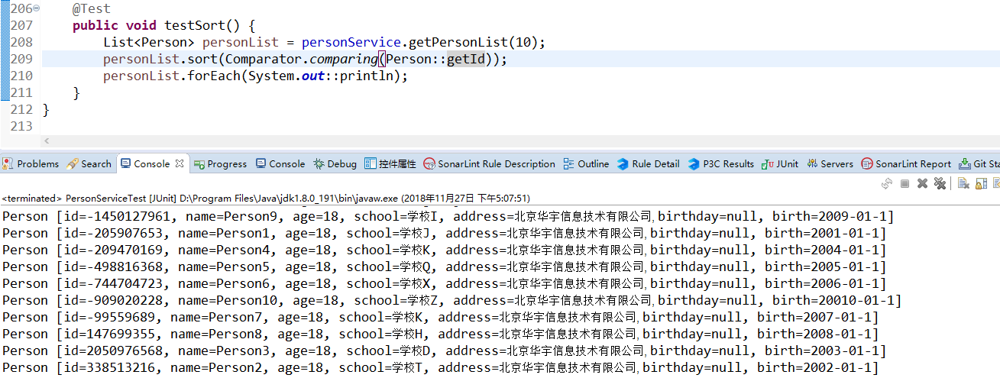 206 @Test
207 public void testSort() {
208 List<Person> personList = personService.getPersonList(10);
209 personList.sort(Comparator.comparing(Person::getId));
210 personList.forEach(System.out::println);
211 }
212 }
213
Problems Search Console Progress Console Debug 控件属性 SonarLint Rule Description Outline Rule Detail P3C Results JUnit Servers SonarLint Report Git Sta
<terminated> PersonServiceTest [JUnit] D:\Program Files\Java\jdk1.8.0_191\bin\javaw.exe (2018年11月27日 下午5:07:51)
Person [id=-1450127961, name=Person9, age=18, school=学校I, address=北京华宇信息技术有限公司,birthday=null, birth=2009-01-1]
Person [id=-205907653, name=Person1, age=18, school=学校J, address=北京华宇信息技术有限公司,birthday=null, birth=2001-01-1]
Person [id=-209470169, name=Person4, age=18, school=学校K, address=北京华宇信息技术有限公司,birthday=null, birth=2004-01-1]
Person [id=-498816368, name=Person5, age=18, school=学校Q, address=北京华宇信息技术有限公司,birthday=null, birth=2005-01-1]
Person [id=-744704723, name=Person6, age=18, school=学校X, address=北京华宇信息技术有限公司,birthday=null, birth=2006-01-1]
Person [id=-909020228, name=Person10, age=18, school=学校Z, address=北京华宇信息技术有限公司,birthday=null, birth=20010-01-1]
Person [id=-99559689, name=Person7, age=18, school=学校K, address=北京华宇信息技术有限公司,birthday=null, birth=2007-01-1]
Person [id=147699355, name=Person8, age=18, school=学校H, address=北京华宇信息技术有限公司,birthday=null, birth=2008-01-1]
Person [id=2050976568, name=Person3, age=18, school=学校D, address=北京华宇信息技术有限公司,birthday=null, birth=2003-01-1]
Person [id=338513216, name=Person2, age=18, school=学校T, address=北京华宇信息技术有限公司,birthday=null, birth=2002-01-1]